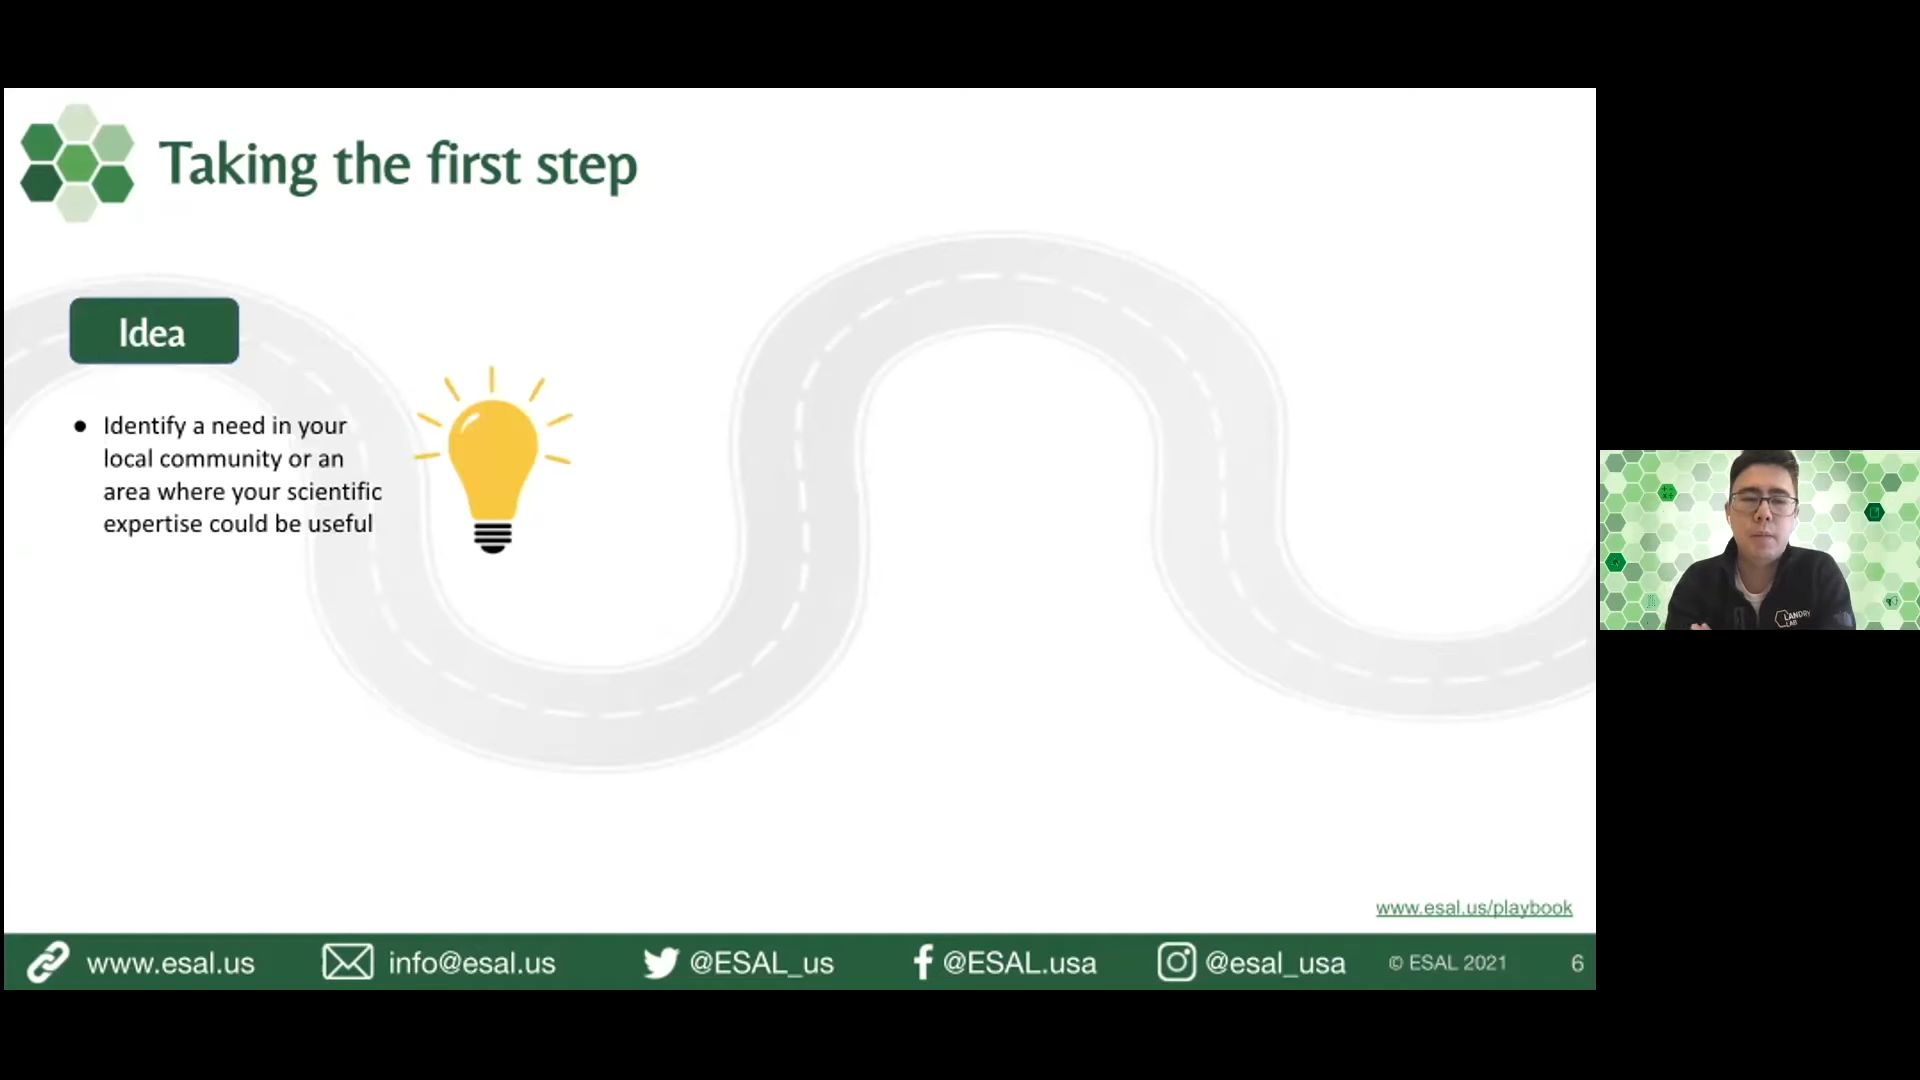 Taking the first step
Idea
● Identify a need in your
local community or an
area where your scientific
expertise could be useful
www.esal.us/playbook
www.esal.us
info@esal.us
@ESAL_us
@ESAL.usa
@esal_usa
© ESAL 2021
6
LANDRY
LAB